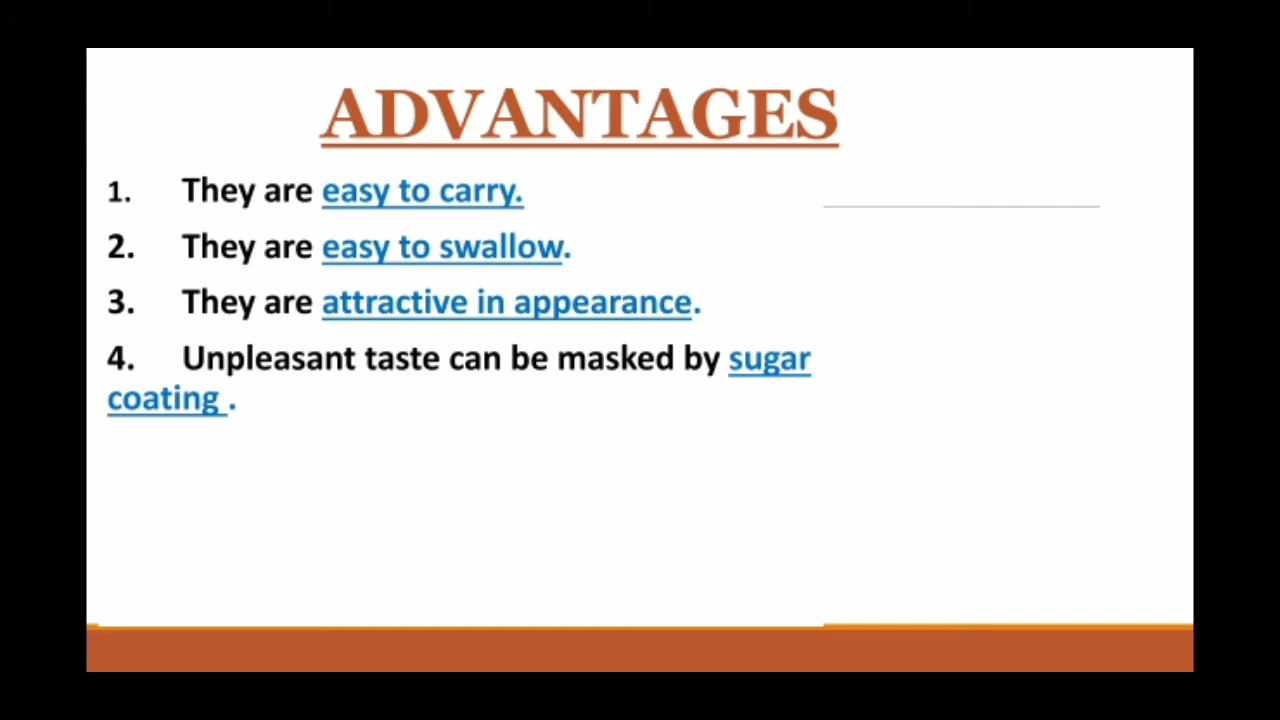 ADVANTAGES
1. They are easy to carry.
2. They are easy to swallow.
3. They are attractive in appearance.
4. Unpleasant taste can be masked by sugar
coating .